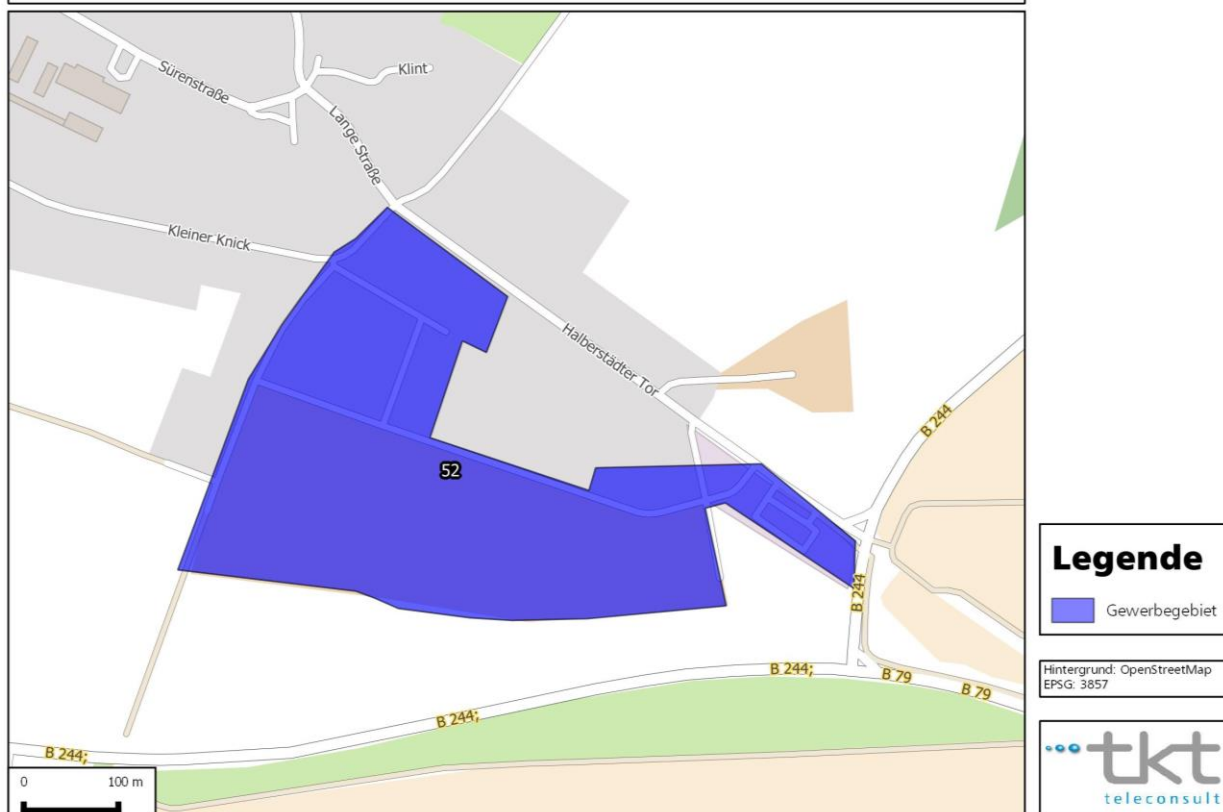 Klint
Sürenstraße
Lange Straße
Kleiner Knick
Halberstädter Tor
B 244
52
B 244
B 244;
B 79
B 79
B 244;
B 244;
0 100 m
Legende
Gewerbegebiet
Hintergrund: OpenStreetMap
EPSG: 3857
tkt
teleconsult